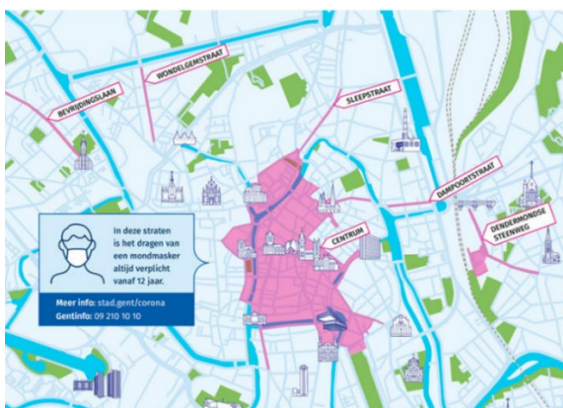 WONDELGEMSTRAAT
BEVRIJDINGSLAAN
SLEEPSTRAAT
DAMPOORTSTRAAT
DENDERMONDSE
STEENWEG
CENTRUM
In deze straten
is het dragen van
een mondmasker
altijd verplicht
vanaf 12 jaar.
Meer info: stad.gent/corona
Gentinfo: 09 210 10 10